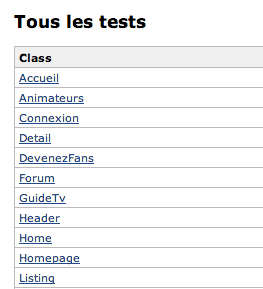 Tous les tests
Class
Accueil
Animateurs
Connexion
Detail
DevenezFans
Forum
GuideTv
Header
Home
Homepage
Listing